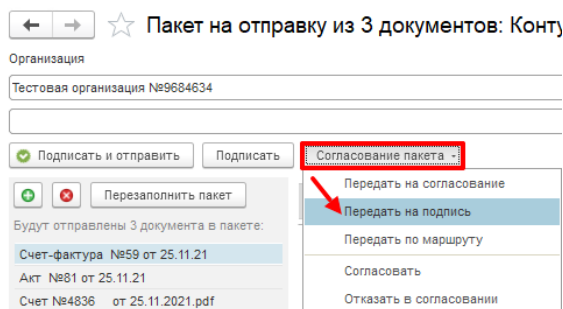 Пакет на отправку из 3 документов: Конту
Организация
Тестовая организация №9684634
Подписать и отправить Подписать Согласование пакета
Перезаполнить пакет
Будут отправлены 3 документа в пакете:
Счет-фактура №59 от 25.11.21
Акт №81 от 25.11.21
Счет №4836 от 25.11.2021.pdf
Передать на согласование
Передать на подпись
Передать по маршруту
Согласовать
Отказать в согласовании